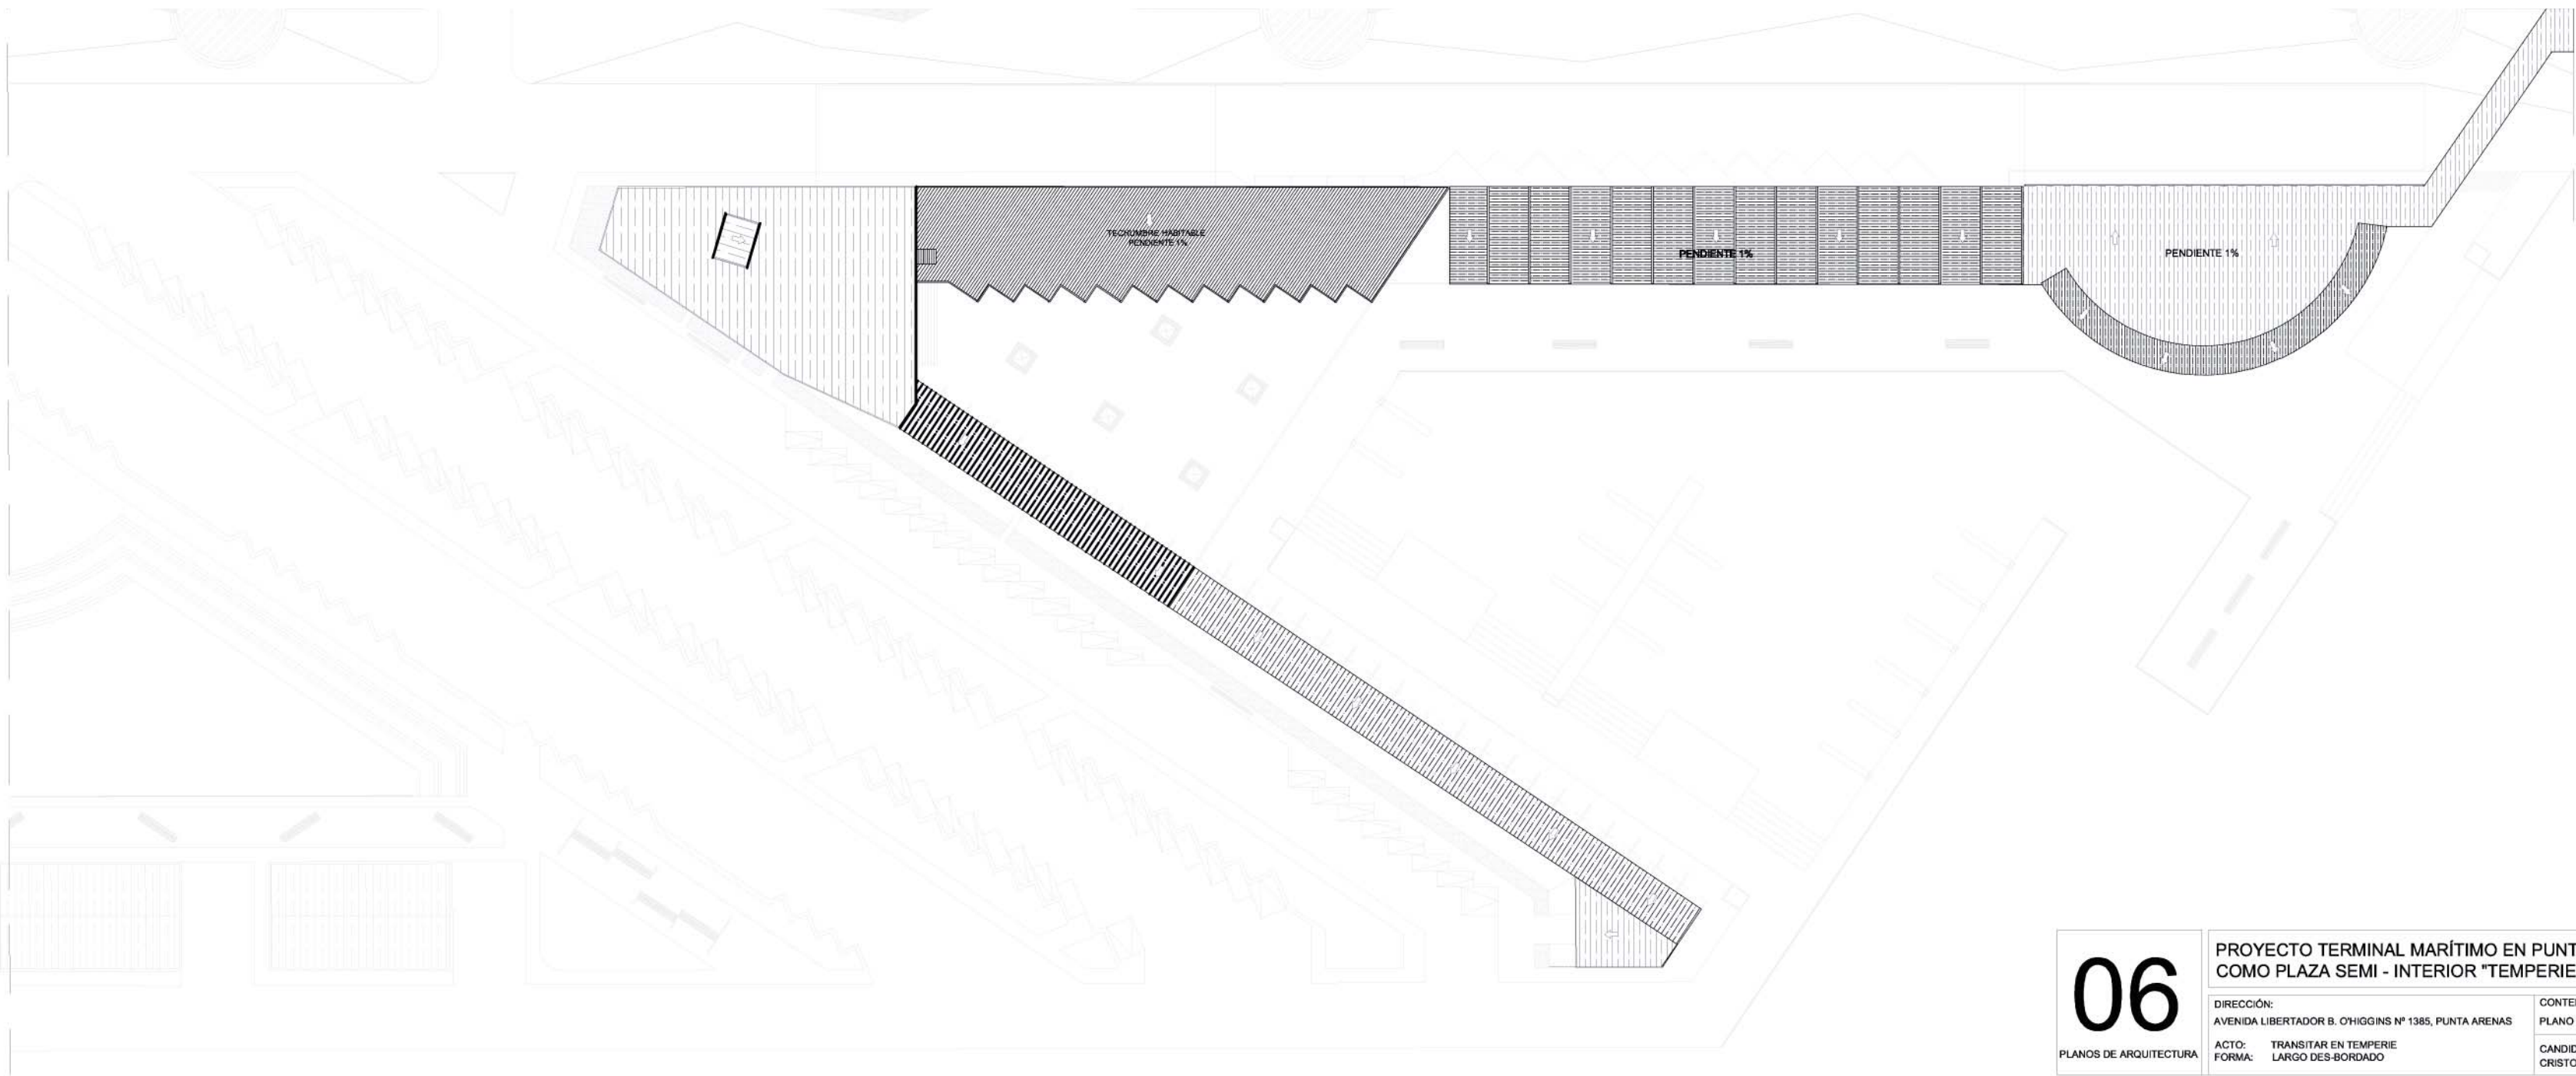 TECHUMBRE HABITABLE
PENDIENTE 1%
PENDIENTE 1%
PENDIENTE 1%
06
PLANOS DE ARQUITECTURA
PROYECTO TERMINAL MARÍTIMO EN PUNT
COMO PLAZA SEMI - INTERIOR "TEMPERIE
DIRECCIÓN:
AVENIDA LIBERTADOR B. O'HIGGINS Nº 1385, PUNTA ARENAS
ACTO: TRANSITAR EN TEMPERIE
FORMA: LARGO DES-BORDADO
CONTE
PLANO
CANDID
CRISTO